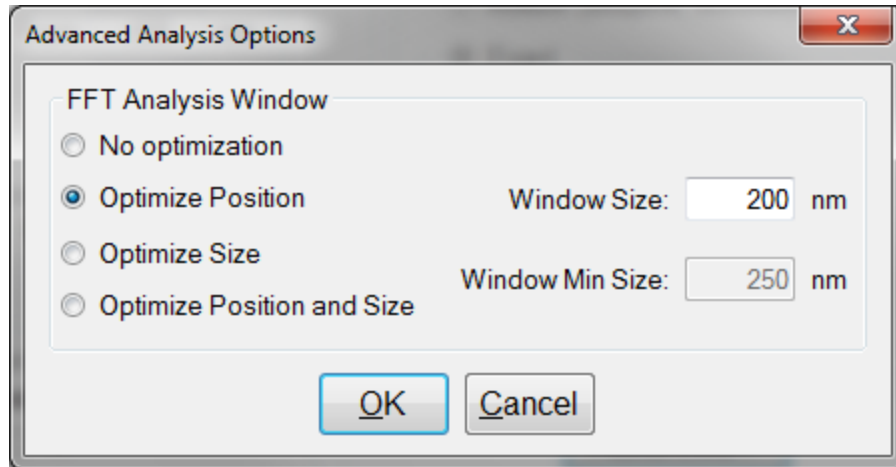 Advanced Analysis Options
FFT Analysis Window
No optimization
Optimize Position
Window Size: 200 nm
Optimize Size
Window Min Size: 250 nm
Optimize Position and Size
OK
Cancel